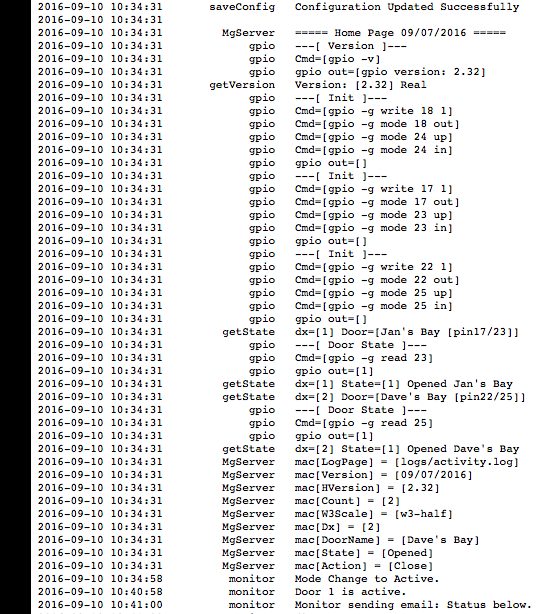 2016-09-10 10:34:31 saveConfig Configuration Updated Successfully
2016-09-10 10:34:31
2016-09-10 10:34:31 MgServer ===== Home Page 09/07/2016 =====
2016-09-10 10:34:31 gpio ---[ Version ]---
2016-09-10 10:34:31 gpio Cmd=[gpio -v]
2016-09-10 10:34:31 gpio gpio out=[gpio version: 2.32]
2016-09-10 10:34:31 getVersion Version: [2.32] Real
2016-09-10 10:34:31 gpio ---[ Init ]---
2016-09-10 10:34:31 gpio Cmd=[gpio -g write 18 1]
2016-09-10 10:34:31 gpio Cmd=[gpio -g mode 18 out]
2016-09-10 10:34:31 gpio Cmd=[gpio -g mode 24 up]
2016-09-10 10:34:31 gpio Cmd=[gpio -g mode 24 in]
2016-09-10 10:34:31 gpio gpio out=[]
2016-09-10 10:34:31 gpio ---[ Init ]---
2016-09-10 10:34:31 gpio Cmd=[gpio -g write 17 1]
2016-09-10 10:34:31 gpio Cmd=[gpio -g mode 17 out]
2016-09-10 10:34:31 gpio Cmd=[gpio -g mode 23 up]
2016-09-10 10:34:31 gpio Cmd=[gpio -g mode 23 in]
2016-09-10 10:34:31 gpio gpio out=[]
2016-09-10 10:34:31 gpio ---[ Init ]---
2016-09-10 10:34:31 gpio Cmd=[gpio -g write 22 1]
2016-09-10 10:34:31 gpio Cmd=[gpio -g mode 22 out]
2016-09-10 10:34:31 gpio Cmd=[gpio -g mode 25 up]
2016-09-10 10:34:31 gpio Cmd=[gpio -g mode 25 in]
2016-09-10 10:34:31 gpio gpio out=[]
2016-09-10 10:34:31 getState dx=[1] Door=[Jan's Bay [pin17/23]]
2016-09-10 10:34:31 gpio ---[ Door State ]---
2016-09-10 10:34:31 gpio Cmd=[gpio -g read 23]
2016-09-10 10:34:31 gpio gpio out=[1]
2016-09-10 10:34:31 getState dx=[1] State=[1] Opened Jan's Bay
2016-09-10 10:34:31 getState dx=[2] Door=[Dave's Bay [pin22/25]]
2016-09-10 10:34:31 gpio ---[ Door State ]---
2016-09-10 10:34:31 gpio Cmd=[gpio -g read 25]
2016-09-10 10:34:31 gpio gpio out=[1]
2016-09-10 10:34:31 getState dx=[2] State=[1] Opened Dave's Bay
2016-09-10 10:34:31 MgServer mac[LogPage] = [logs/activity.log]
2016-09-10 10:34:31 MgServer mac[Version] = [09/07/2016]
2016-09-10 10:34:31 MgServer mac[HVersion] = [2.32]
2016-09-10 10:34:31 MgServer mac[Count] = [2]
2016-09-10 10:34:31 MgServer mac[W3Scale] = [w3-half]
2016-09-10 10:34:31 MgServer mac[Dx] = [2]
2016-09-10 10:34:31 MgServer mac[DoorName] = [Dave's Bay]
2016-09-10 10:34:31 MgServer mac[State] = [Opened]
2016-09-10 10:34:31 MgServer mac[Action] = [Close]
2016-09-10 10:34:58 monitor Mode Change to Active.
2016-09-10 10:40:58 monitor Door 1 is active.
2016-09-10 10:41:00 monitor Monitor sending email: Status below.